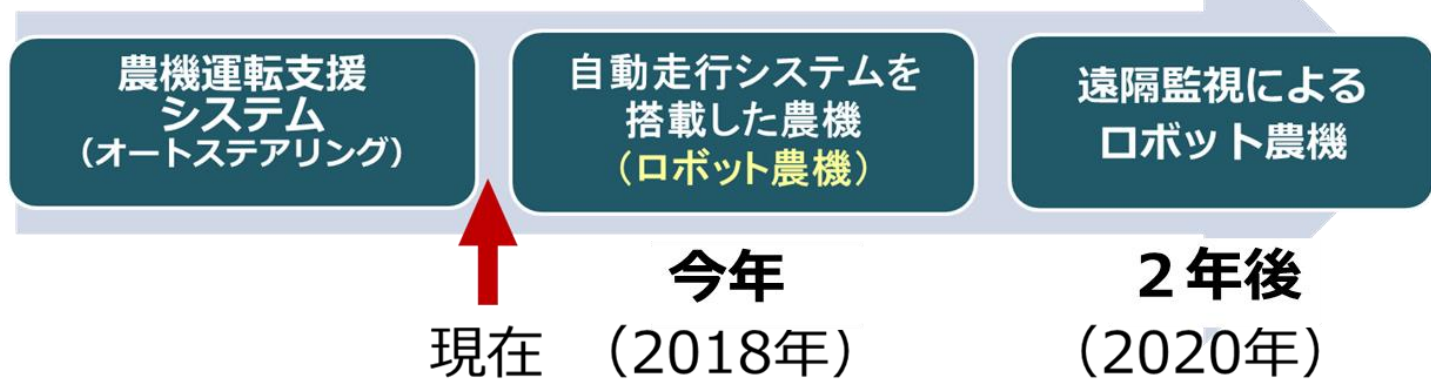 農機運転支援
システム
（オートステアリング）
自動走行システムを
搭載した農機
（ロボット農機）
遠隔監視による
ロボット農機
現在
今年
（2018年）
２年後
（2020年）